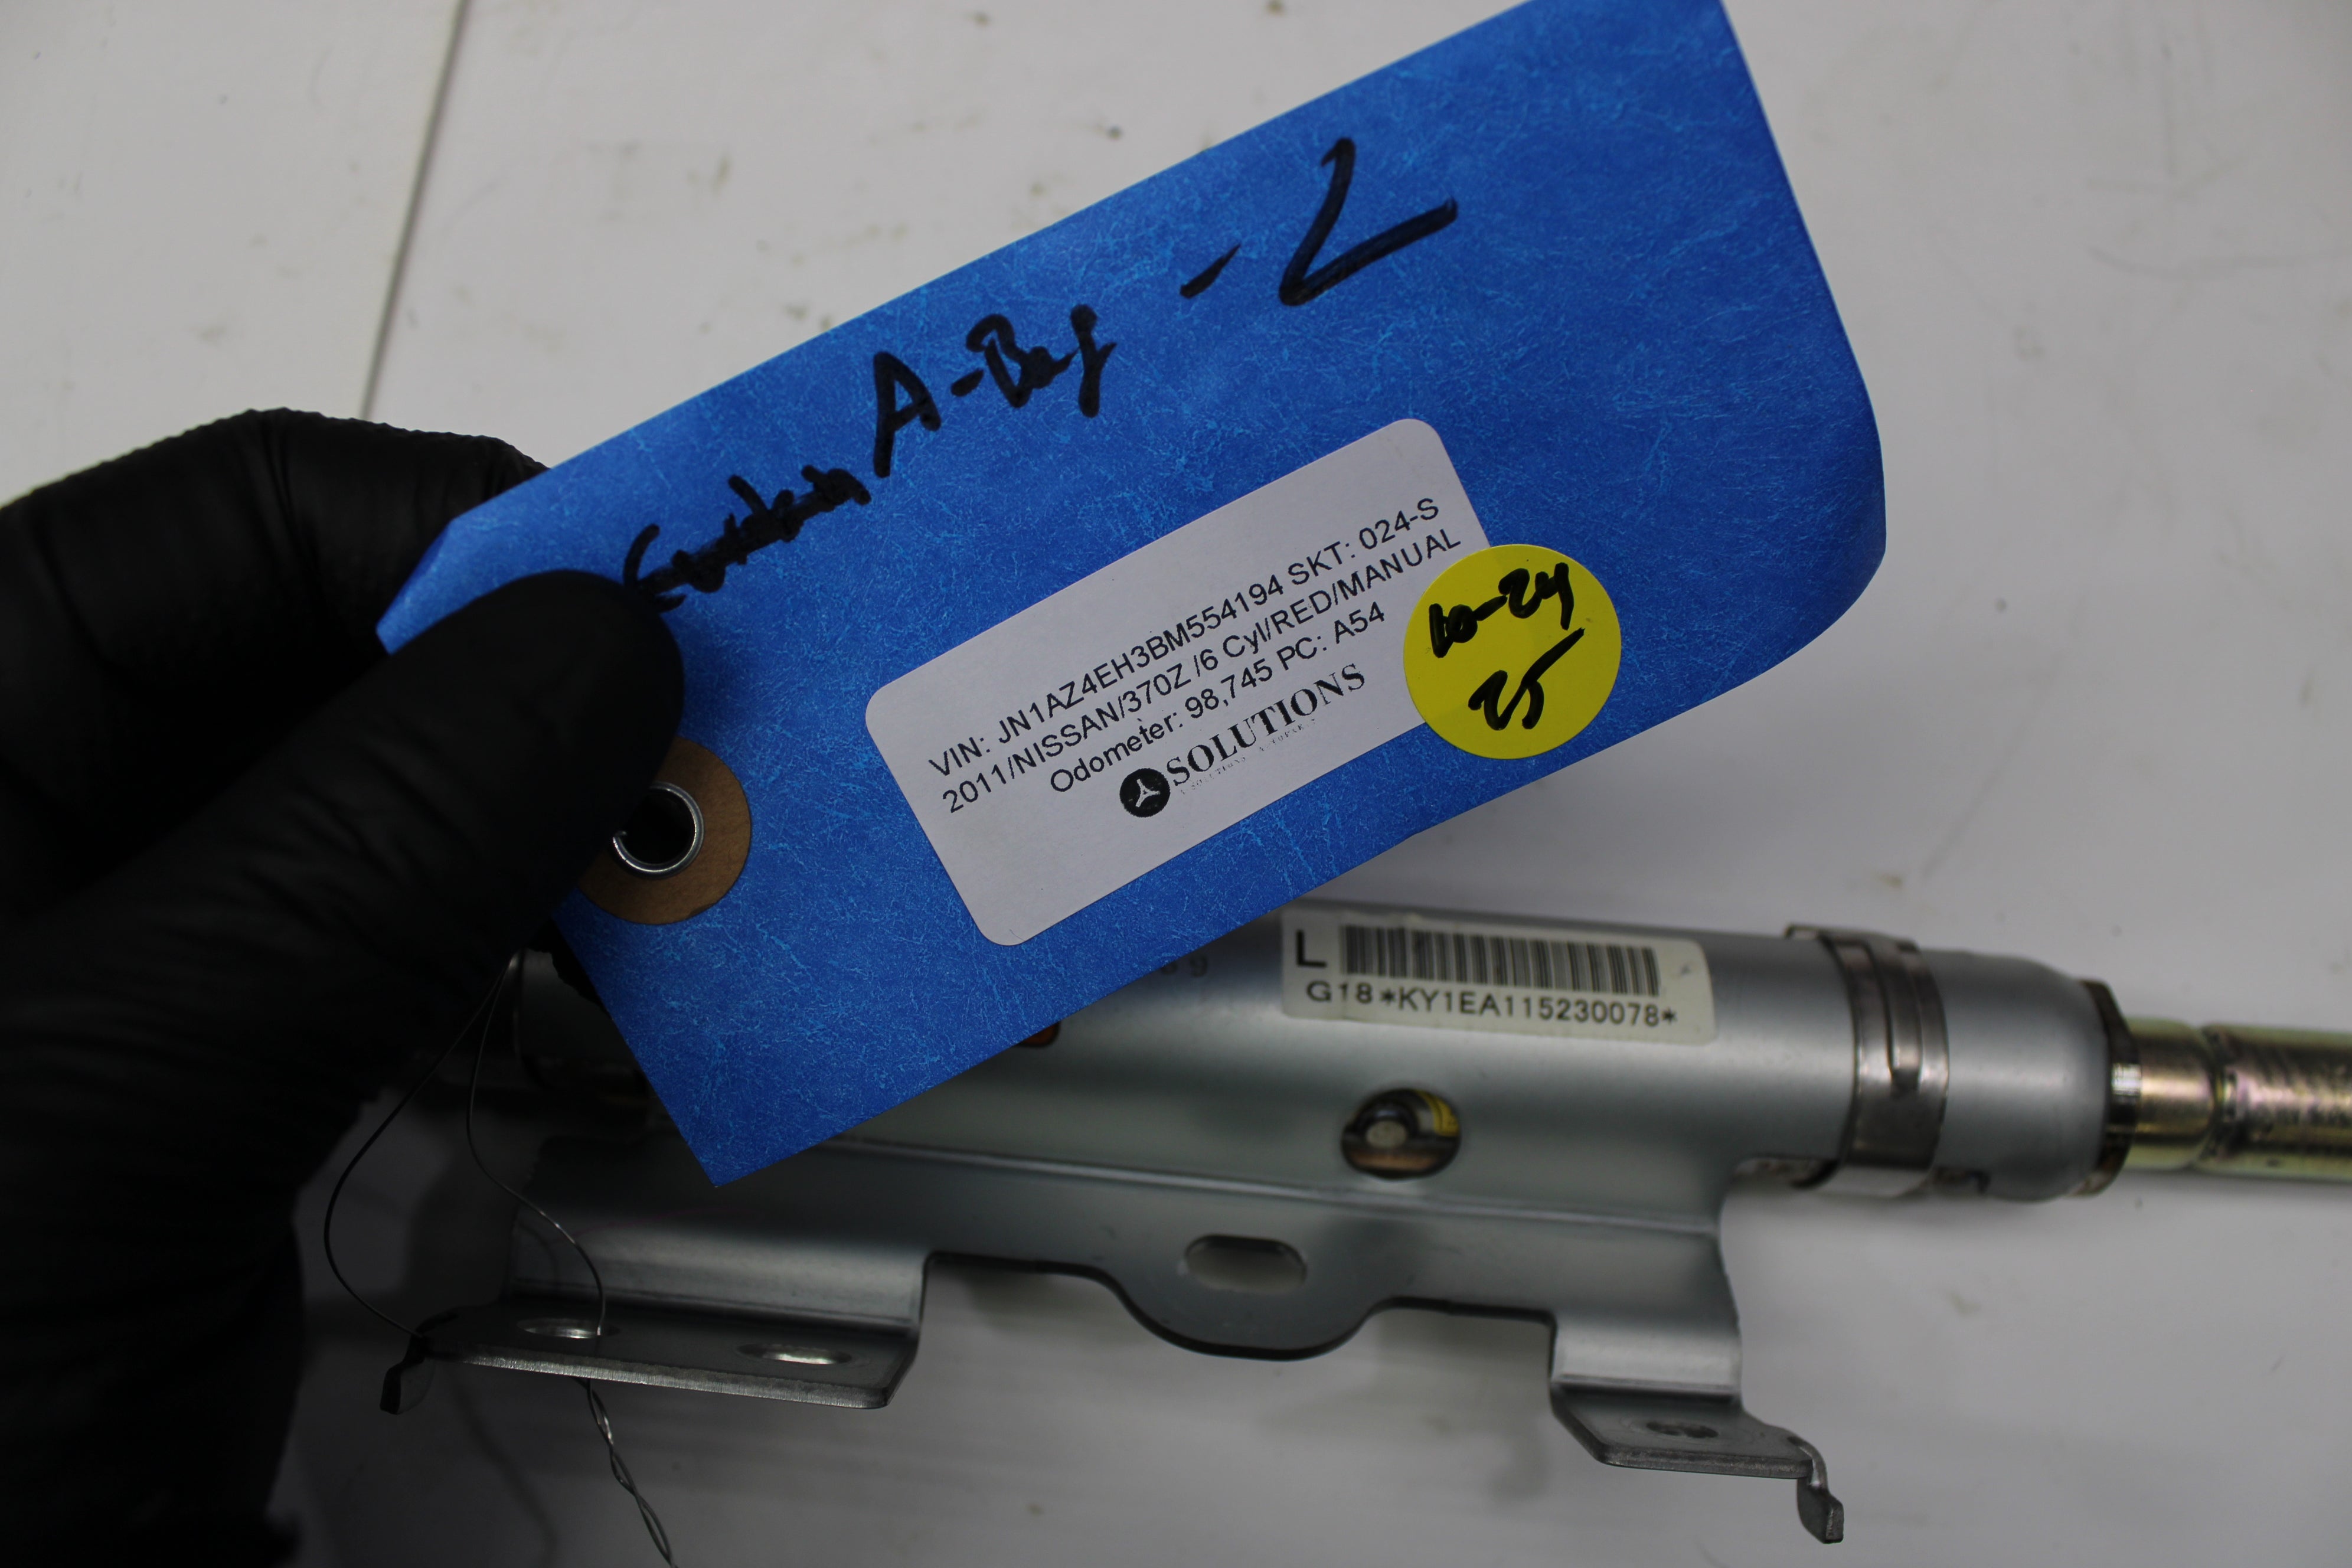 A-Bag -L
VIN: JN1AZ4EH3BM554194 SKT: 024-S
2011/NISSAN/370Z /6 Cyl/RED/MANUAL
Odometer: 98,745 PC: A54
SOLUTIONS
10-24
25
L
G18*KY1EA115230078*